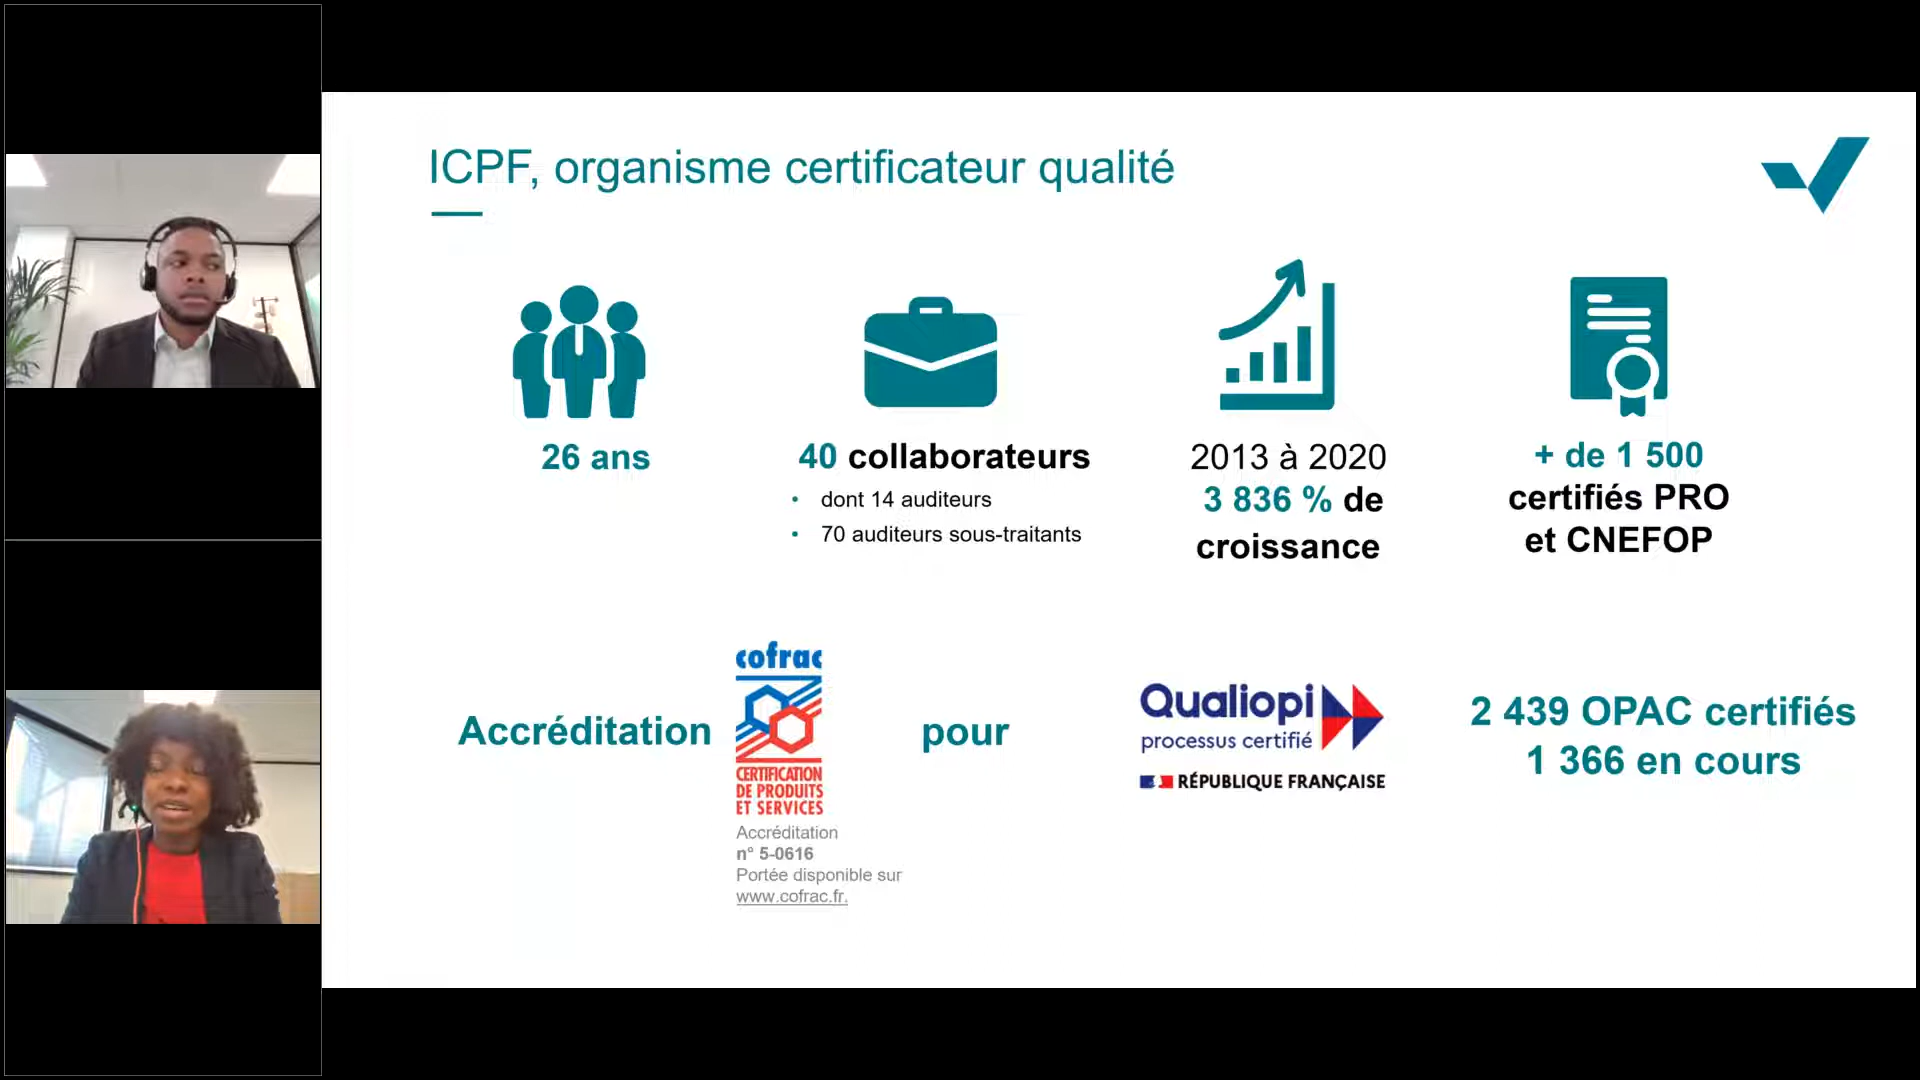 ICPF, organisme certificateur qualité
26 ans
40 collaborateurs
• dont 14 auditeurs
• 70 auditeurs sous-traitants
2013 à 2020
3 836 % de
croissance
+ de 1 500
certifiés PRO
et CNEFOP
Accréditation
cofrac
CERTIFICATION
DE PRODUITS
ET SERVICES
Accréditation
n° 5-0616
Portée disponible sur
www.cofrac.fr.
pour
Qualiopi
processus certifié
RÉPUBLIQUE FRANÇAISE
2 439 OPAC certifiés
1 366 en cours